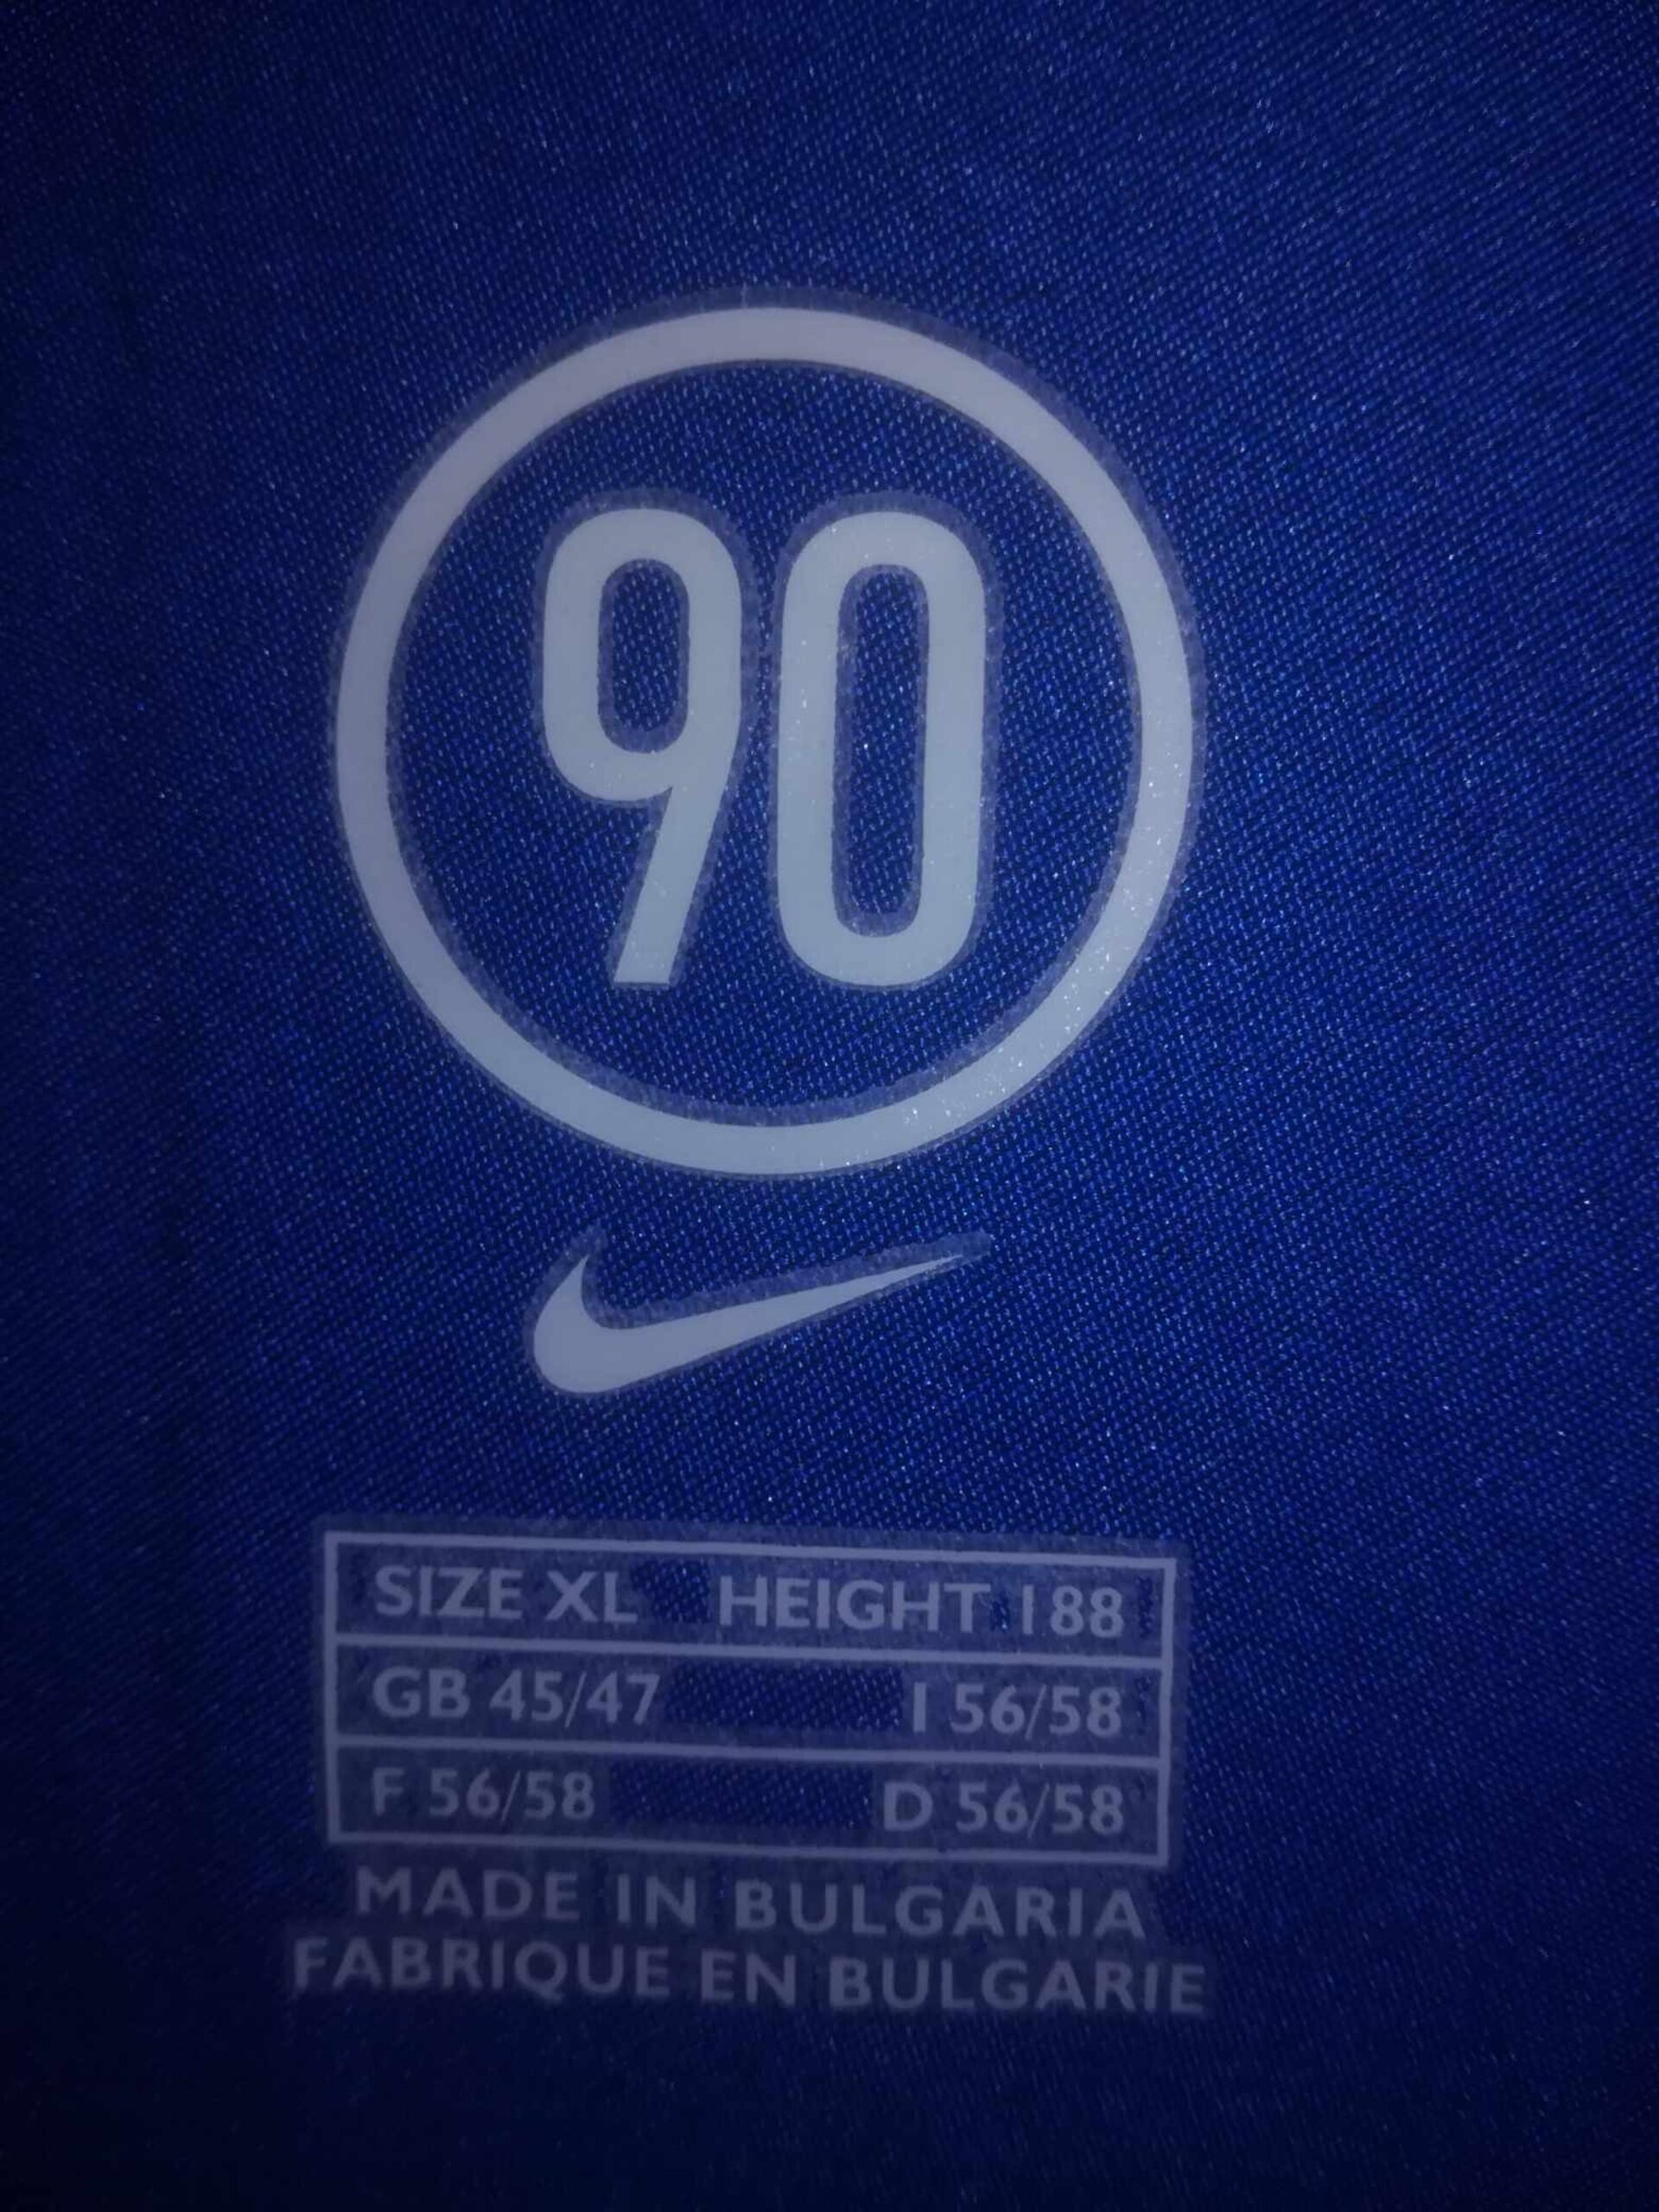 90
SIZE XL HEIGHT 188
GB 45/47 I 56/58
F 56/58 D 56/58
MADE IN BULGARIA
FABRIQUE EN BULGARIE